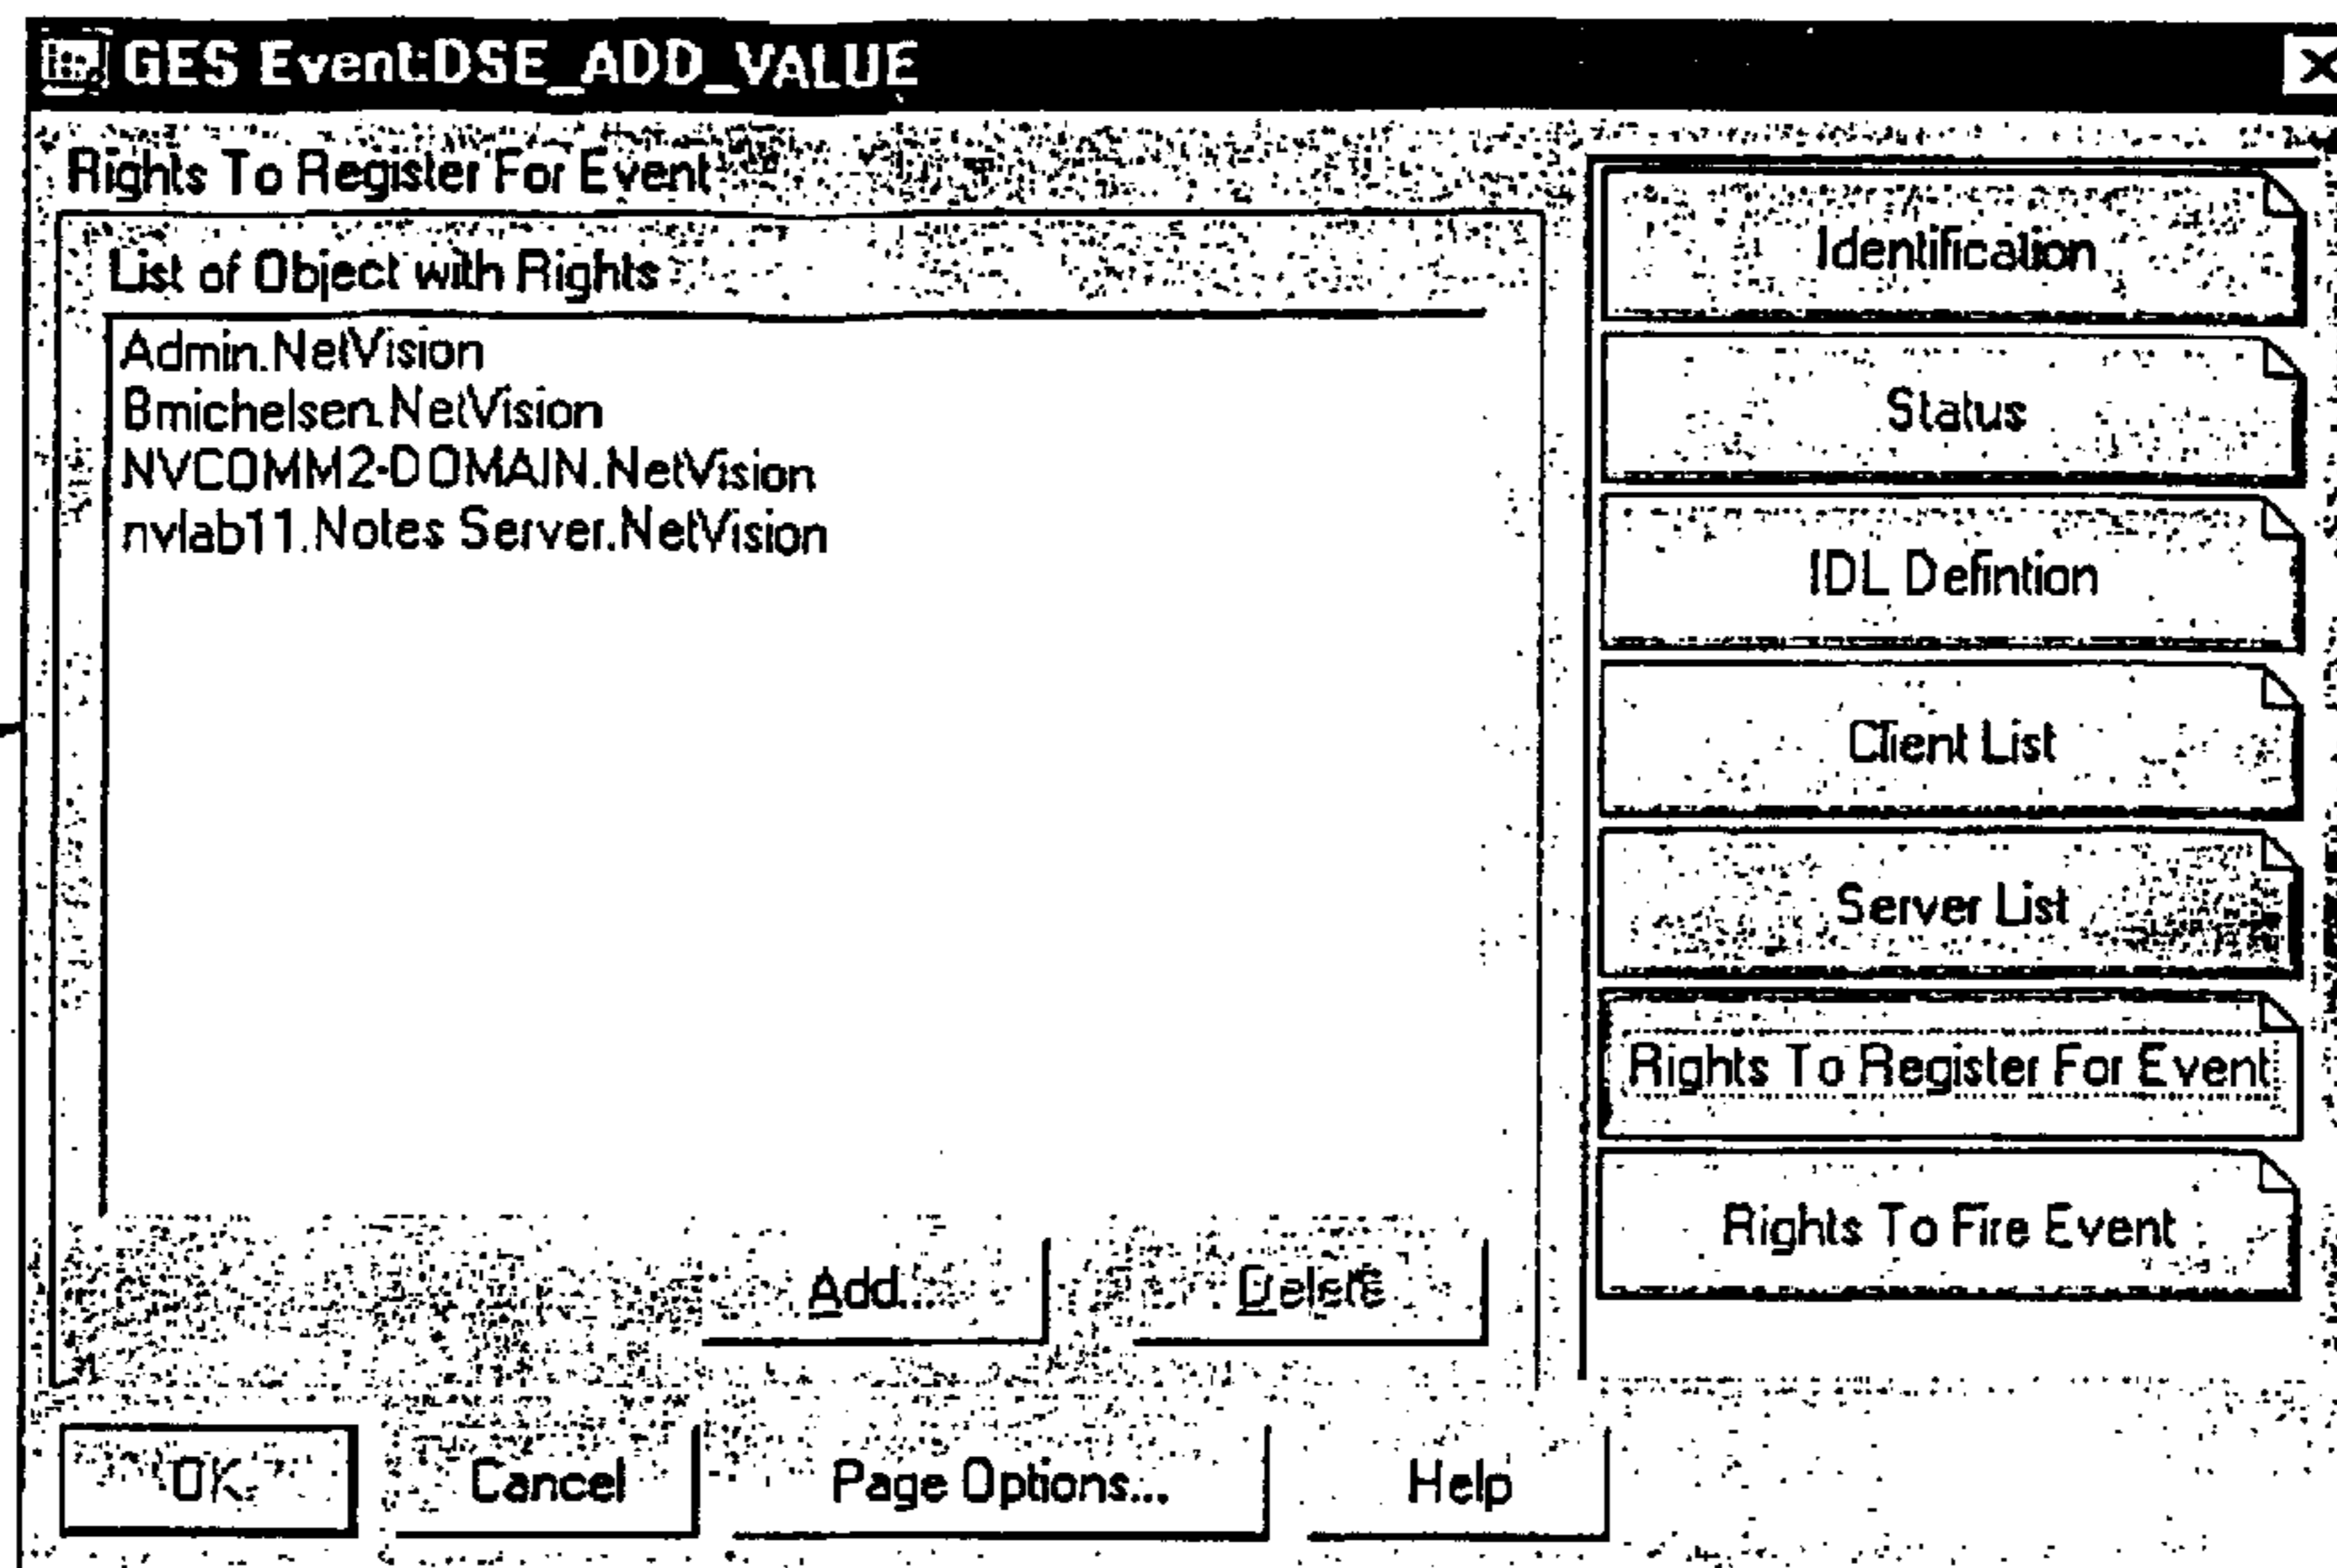 GES Event:DSE_ADD_VALUE
Rights To Register For Event
List of Object with Rights
Admin.NetVision
Bmichelsen.NetVision
NVCOMM2-DOMAIN.NetVision
nvlab11.Notes Server.NetVision
Add...
Delete
OK
Cancel
Page Options...
Help
Identification
Status
IDL Defintion
Client List
Server List
Rights To Register For Event
Rights To Fire Event